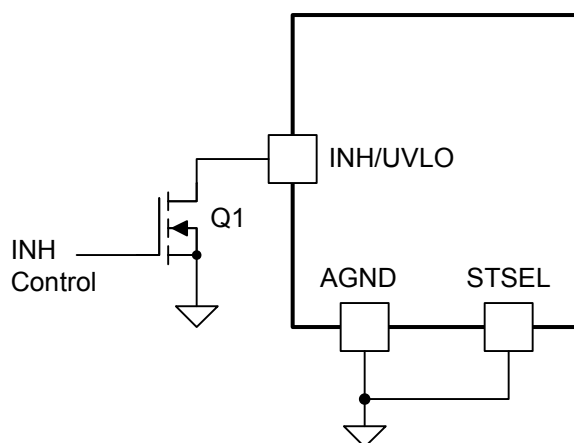 INH/UVLO
Q1
INH
Control
AGND
STSEL